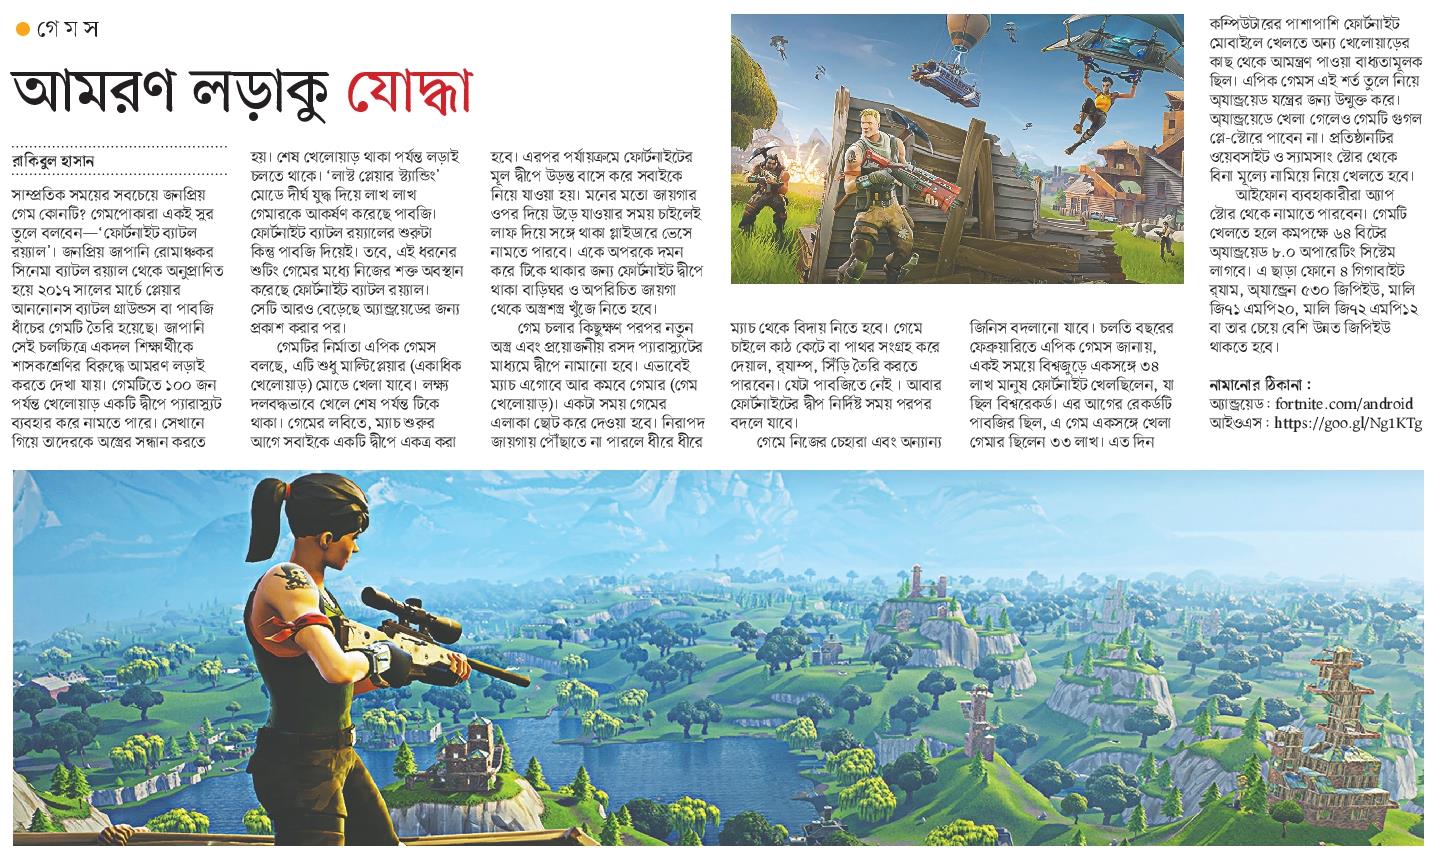 গেমস
আমরণ লড়াকু যোদ্ধা
রাকিবুল হাসান
সাম্প্রতিক সময়ের সবচেয়ে জনপ্রিয়
গেম কোনটি? গেমপোকারা একই সুর
তুলে বলবেন—‘ফোর্টনাইট ব্যাটল
রয়্যাল’। জনপ্রিয় জাপানি রোমাঞ্চকর
সিনেমা ব্যাটল রয়্যাল থেকে অনুপ্রাণিত
হয়ে ২০১৭ সালের মার্চে প্লেয়ার
আননোনস ব্যাটল গ্রাউন্ডস বা পাবজি
ধাঁচের গেমটি তৈরি হয়েছে। জাপানি
সেই চলচ্চিত্রে একদল শিক্ষার্থীকে
শাসকশ্রেণির বিরুদ্ধে আমরণ লড়াই
করতে দেখা যায়। গেমটিতে ১০০ জন
পর্যন্ত খেলোয়াড় একটি দ্বীপে প্যারাস্যুট
ব্যবহার করে নামতে পারে। সেখানে
গিয়ে তাদেরকে অস্ত্রের সন্ধান করতে
হয়। শেষ খেলোয়াড় থাকা পর্যন্ত লড়াই
চলতে থাকে। ‘লাস্ট প্লেয়ার স্ট্যান্ডিং’
মোডে দীর্ঘ যুদ্ধ দিয়ে লাখ লাখ
গেমারকে আকর্ষণ করেছে পাবজি।
ফোর্টনাইট ব্যাটল রয়্যালের শুরুটা
কিন্তু পাবজি দিয়েই। তবে, এই ধরনের
শুটিং গেমের মধ্যে নিজের শক্ত অবস্থান
করেছে ফোর্টনাইট ব্যাটল রয়্যাল।
সেটি আরও বেড়েছে অ্যান্ড্রয়েডের জন্য
প্রকাশ করার পর।
গেমটির নির্মাতা এপিক গেমস
বলছে, এটি শুধু মাল্টিপ্লেয়ার (একাধিক
খেলোয়াড়) মোডে খেলা যাবে। লক্ষ্য
দলবদ্ধভাবে খেলে শেষ পর্যন্ত টিকে
থাকা। গেমের লবিতে, ম্যাচ শুরুর
আগে সবাইকে একটি দ্বীপে একত্র করা
হবে। এরপর পর্যায়ক্রমে ফোর্টনাইটের
মূল দ্বীপে উড়ন্ত বাসে করে সবাইকে
নিয়ে যাওয়া হয়। মনের মতো জায়গার
ওপর দিয়ে উড়ে যাওয়ার সময় চাইলেই
লাফ দিয়ে সঙ্গে থাকা গ্লাইডারে ভেসে
নামতে পারবে। একে অপরকে দমন
করে টিকে থাকার জন্য ফোর্টনাইট দ্বীপে
থাকা বাড়িঘর ও অপরিচিত জায়গা
থেকে অস্ত্রশস্ত্র খুঁজে নিতে হবে।
গেম চলার কিছুক্ষণ পরপর নতুন
অস্ত্র এবং প্রয়োজনীয় রসদ প্যারাস্যুটের
মাধ্যমে দ্বীপে নামানো হবে। এভাবেই
ম্যাচ এগোবে আর কমবে গেমার (গেম
খেলোয়াড়)। একটা সময় গেমের
এলাকা ছোট করে দেওয়া হবে। নিরাপদ
জায়গায় পৌঁছাতে না পারলে ধীরে ধীরে
ম্যাচ থেকে বিদায় নিতে হবে। গেমে
চাইলে কাঠ কেটে বা পাথর সংগ্রহ করে
দেয়াল, র‍্যাম্প, সিঁড়ি তৈরি করতে
পারবেন। যেটা পাবজিতে নেই । আবার
ফোর্টনাইটের দ্বীপ নির্দিষ্ট সময় পরপর
বদলে যাবে।
গেমে নিজের চেহারা এবং অন্যান্য
জিনিস বদলানো যাবে। চলতি বছরের
ফেব্রুয়ারিতে এপিক গেমস জানায়,
একই সময়ে বিশ্বজুড়ে একসঙ্গে ৩৪
লাখ মানুষ ফোর্টনাইট খেলছিলেন, যা
ছিল বিশ্বরেকর্ড। এর আগের রেকর্ডটি
পাবজির ছিল, এ গেম একসঙ্গে খেলা
গেমার ছিলেন ৩৩ লাখ। এত দিন
কম্পিউটারের পাশাপাশি ফোর্টনাইট
মোবাইলে খেলতে অন্য খেলোয়াড়ের
কাছ থেকে আমন্ত্রণ পাওয়া বাধ্যতামূলক
ছিল। এপিক গেমস এই শর্ত তুলে নিয়ে
অ্যান্ড্রয়েড যন্ত্রের জন্য উন্মুক্ত করে।
অ্যান্ড্রয়েডে খেলা গেলেও গেমটি গুগল
প্লে-স্টোরে পাবেন না। প্রতিষ্ঠানটির
ওয়েবসাইট ও স্যামসাং স্টোর থেকে
বিনা মূল্যে নামিয়ে নিয়ে খেলতে হবে।
আইফোন ব্যবহাকারীরা অ্যাপ
স্টোর থেকে নামাতে পারবেন। গেমটি
খেলতে হলে কমপক্ষে ৬৪ বিটের
অ্যান্ড্রয়েড ৮.০ অপারেটিং সিস্টেম
লাগবে। এ ছাড়া ফোনে ৪ গিগাবাইট
র‍্যাম, অ্যান্ড্রেন ৫৩০ জিপিইউ, মালি
জি৭১ এমপি২০, মালি জি৭২ এমপি১২
বা তার চেয়ে বেশি উন্নত জিপিইউ
থাকতে হবে।
নামানোর ঠিকানা :
অ্যান্ড্রয়েড : fortnite.com/android
আইওএস : https://goo.gl/Ng1KTg